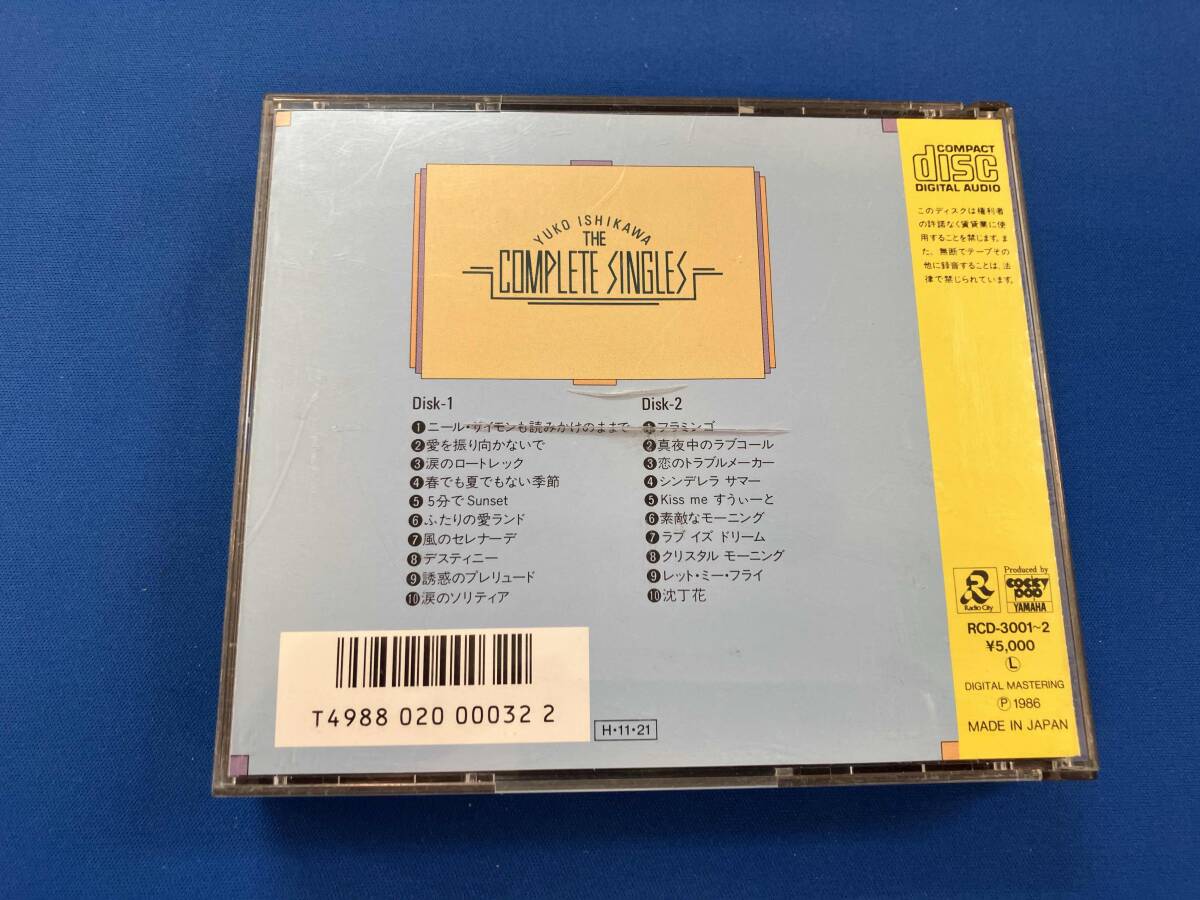 YUKO ISHIKAWA
THE
COMPLETE SINGLES
Disk-1
❶ニール・サイモンも読みかけのままで
❷愛を振り向かないで
❸涙のロートレック
❹春でも夏でもない季節
❺5分でSunset
❻ふたりの愛ランド
❼風のセレナーデ
❽デスティニー
❾誘惑のプレリュード
❿涙のソリティア
Disk-2
❶フラミンゴ
❷真夜中のラブコール
❸恋のトラブルメーカー
❹シンデレラ サマー
❺Kiss me すうぃーと
❻素敵なモーニング
❼ラブ イズ ドリーム
❽クリスタル モーニング
❾レット・ミー・フライ
❿沈丁花
T4988 020 00032 2
H・11・21
COMPACT
disc
DIGITAL AUDIO
このディスクは権利者
の許諾なく賃貸業に使
用することを禁じます。ま
た、無断でテープその
他に録音することは、法
律で禁じられています。
R
Radio City
Produced by
COCKY
POP
YAMAHA
RCD-3001~2
¥5,000
Ⓛ
DIGITAL MASTERING
Ⓟ 1986
MADE IN JAPAN